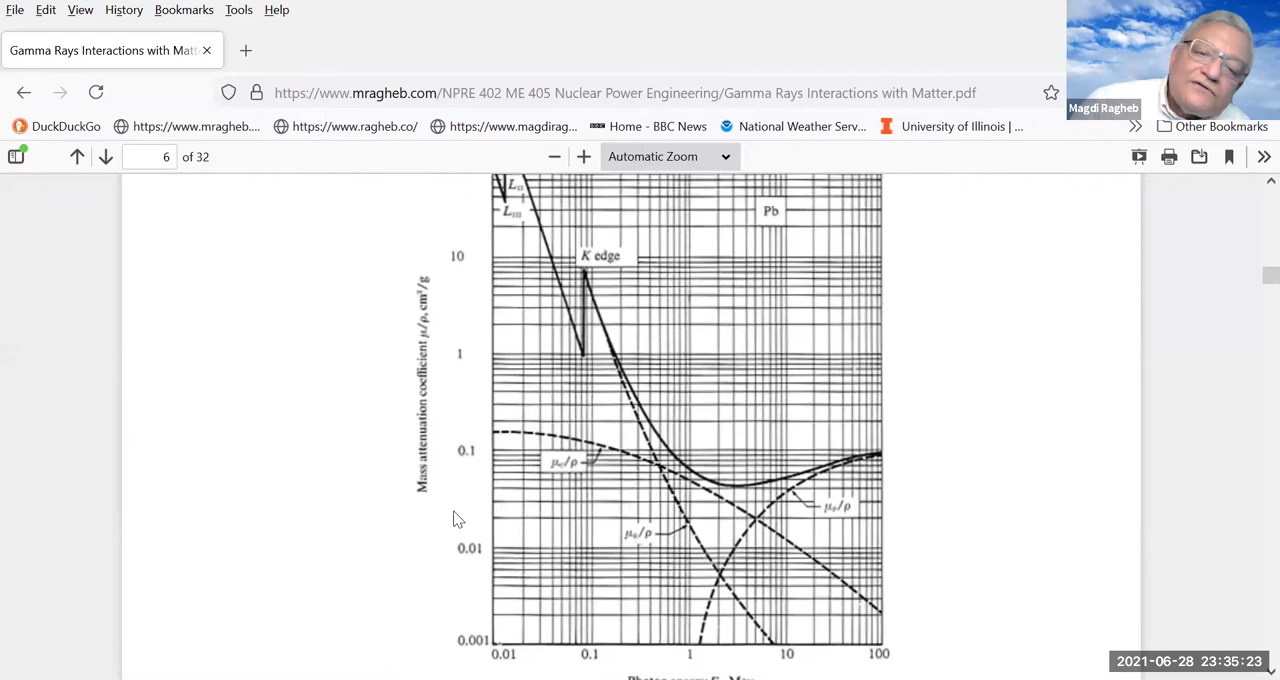 File Edit View History Bookmarks Tools Help
Gamma Rays Interactions with Matt
https://www.mragheb.com/NPRE 402 ME 405 Nuclear Power Engineering/Gamma Rays Interactions with Matter.pdf
Magdi Ragheb
DuckDuckGo https://www.mragheb.... https://www.ragheb.co/ https://www.magdirag... BBC Home - BBC News National Weather Serv... University of Illinois | ... Other Bookmarks
6 of 32 Automatic Zoom
LII
LIII
Pb
K edge
10
1
0.1
0.01
0.001
Mass attenuation coefficient μ/ρ, cm²/g
0.01 0.1 1 10 100
2021-06-28 23:35:23